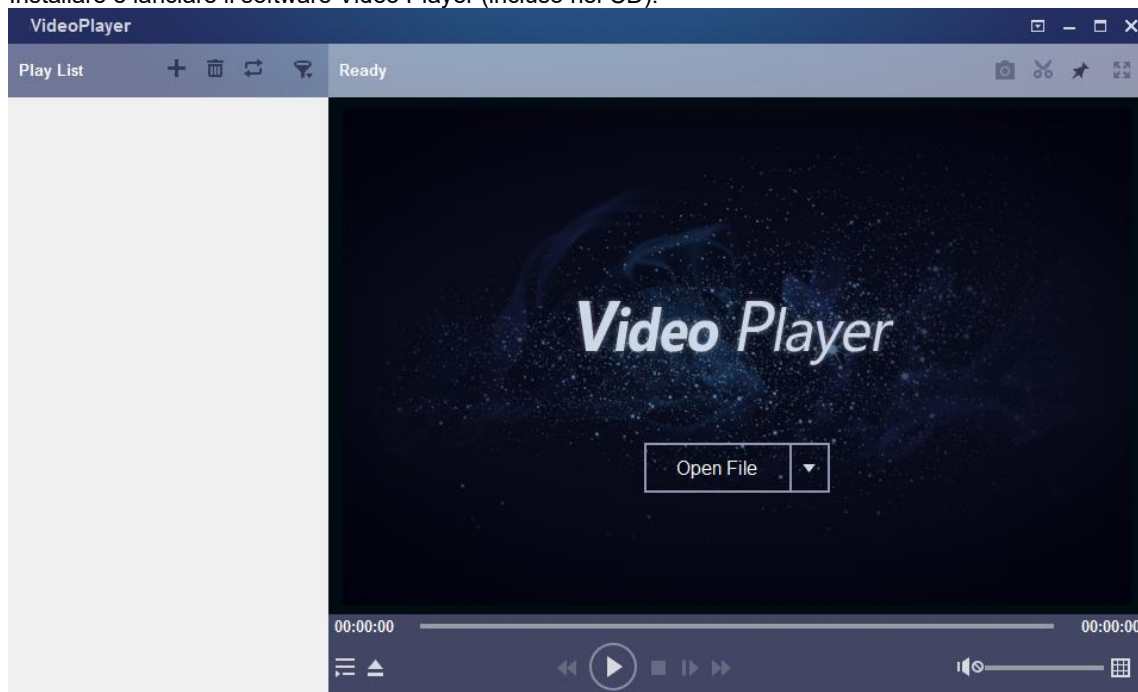 Installare e lanciare il software Video Player (incluso nel CD).
VideoPlayer
Play List
Ready
Video Player
Open File
00:00:00
00:00:00